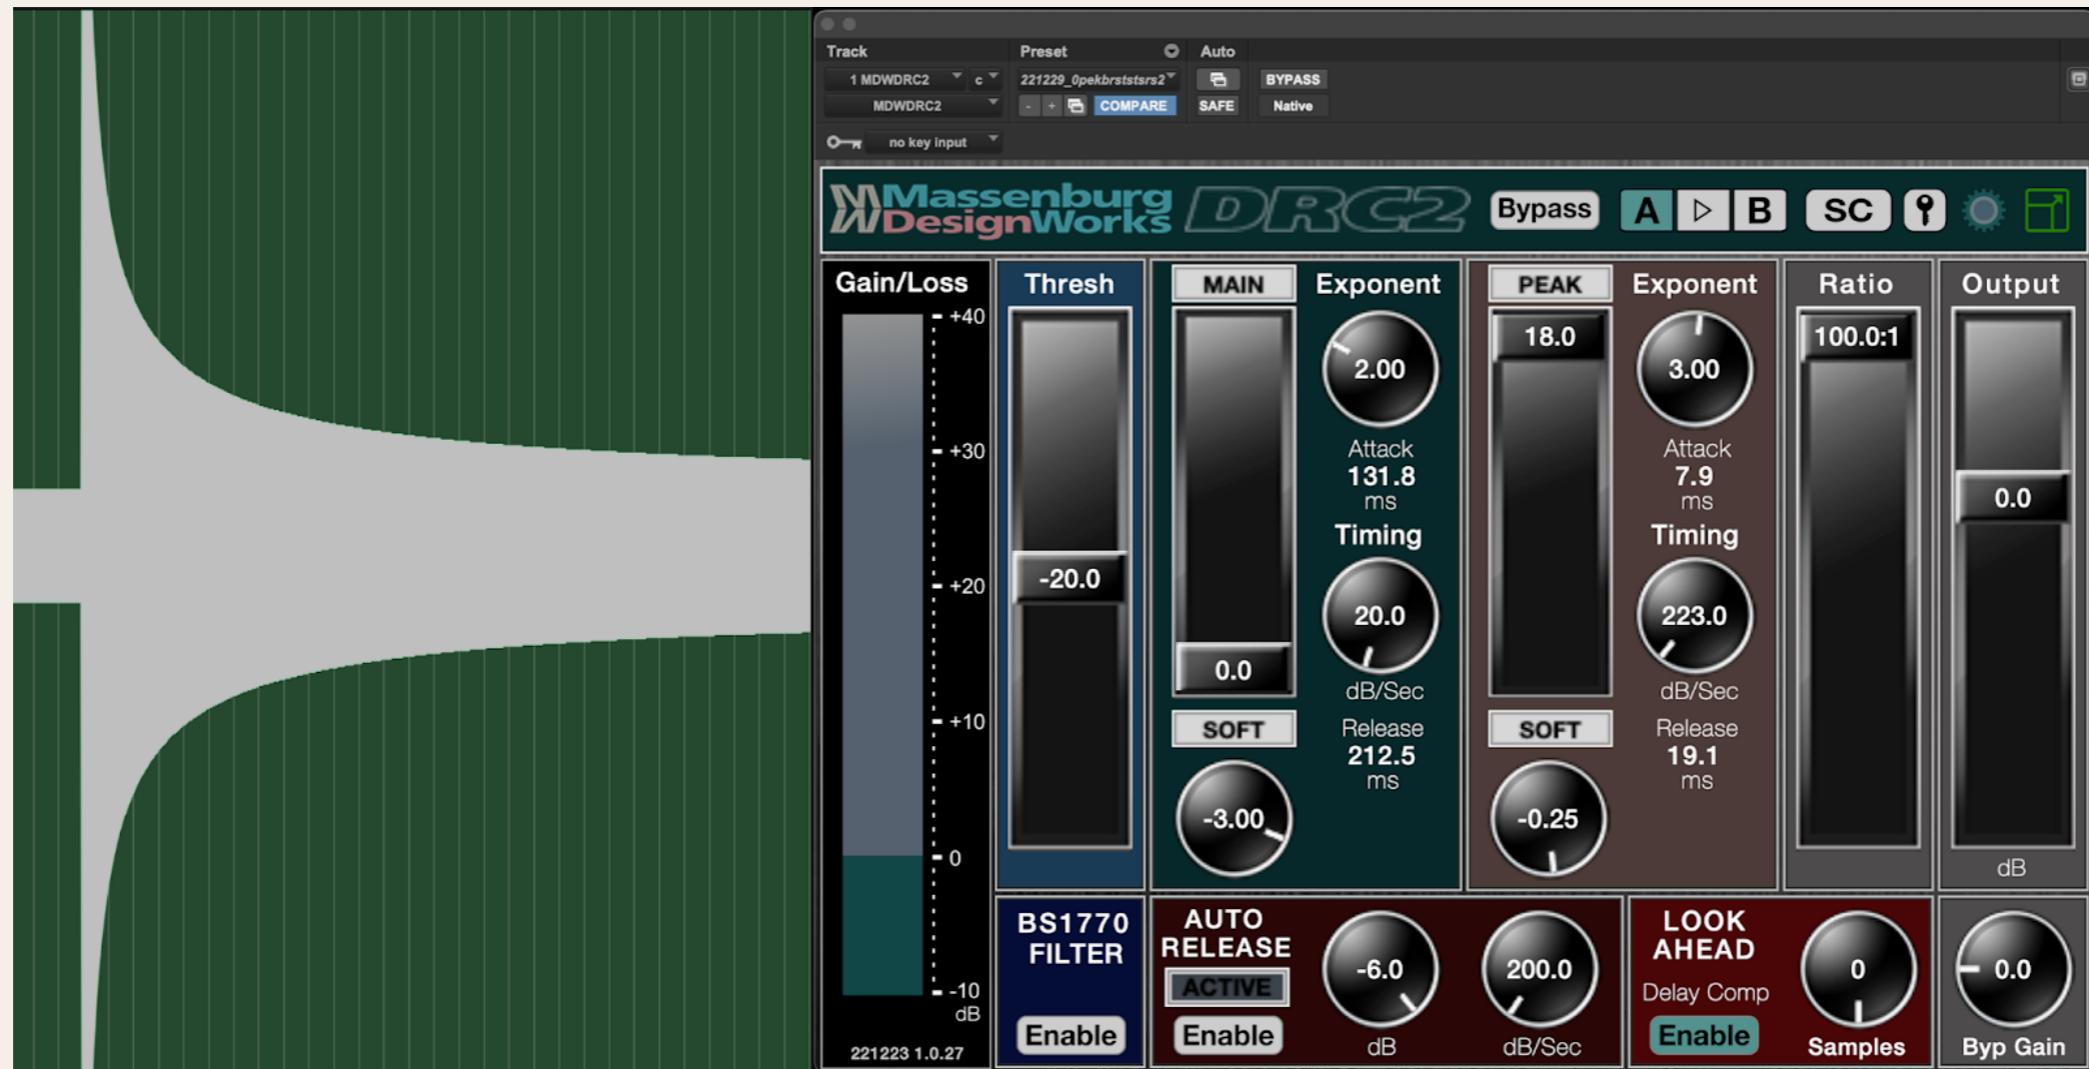 Track Preset Auto
1 MDWDRC2 c 221229_0pekbrststsrs2 BYPASS
MDWDRC2 - + COMPARE SAFE Native
no key input
Massenburg
DesignWorks
DRC2 Bypass A B SC
Gain/Loss
+40
+30
+20
+10
0
-10
dB
221223 1.0.27
Thresh
-20.0
MAIN
0.0
SOFT
-3.00
Exponent
2.00
Attack
131.8
ms
Timing
20.0
dB/Sec
Release
212.5
ms
PEAK
18.0
SOFT
-0.25
Exponent
3.00
Attack
7.9
ms
Timing
223.0
dB/Sec
Release
19.1
ms
Ratio
100.0:1
Output
0.0
dB
BS1770
FILTER
Enable
AUTO
RELEASE
ACTIVE
Enable
-6.0
dB
200.0
dB/Sec
LOOK
AHEAD
Delay Comp
Enable
0
Samples
0.0
Byp Gain